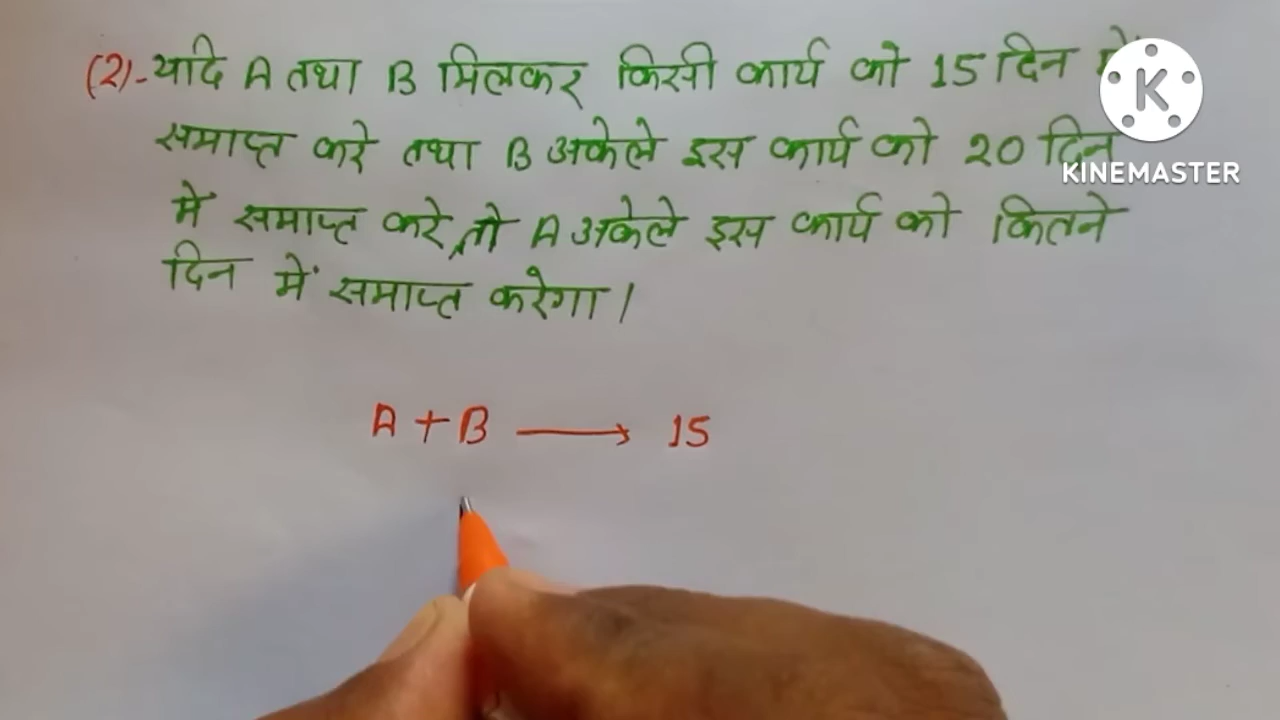 (2)- यदि A तथा B मिलकर किसी कार्य को 15 दिन में
समाप्त करे तथा B अकेले इस कार्य को 20 दिन
में समाप्त करे, तो A अकेले इस कार्य को कितने
दिन में समाप्त करेगा।
A + B ⟶ 15
K
KINEMASTER